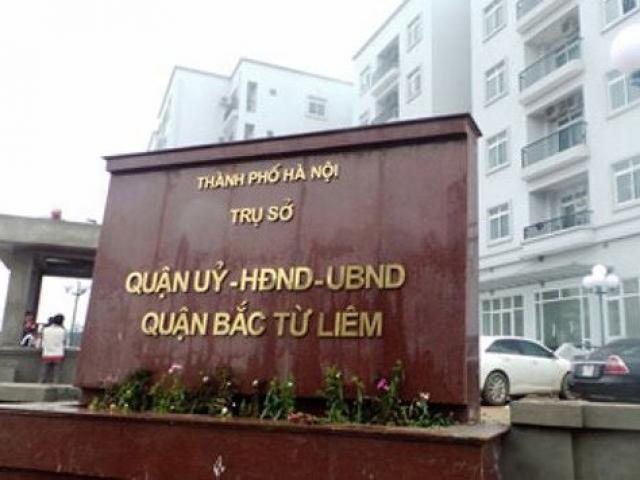 THÀNH PHỐ HÀ NỘI
TRỤ SỞ
QUẬN UỶ-HĐND-UBND
QUẬN BẮC TỪ LIÊM